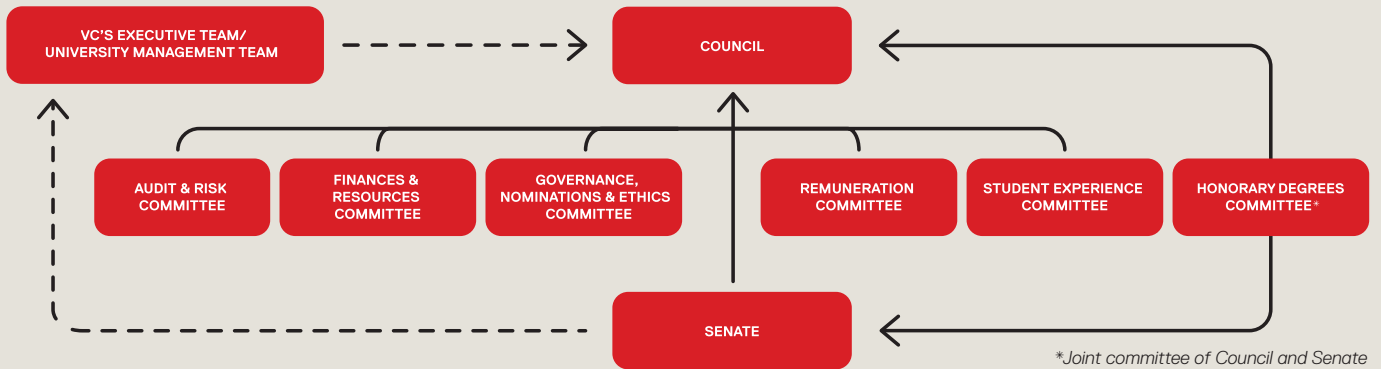 VC'S EXECUTIVE TEAM/
UNIVERSITY MANAGEMENT TEAM
COUNCIL
AUDIT & RISK
COMMITTEE
FINANCES &
RESOURCES
COMMITTEE
GOVERNANCE,
NOMINATIONS & ETHICS
COMMITTEE
REMUNERATION
COMMITTEE
STUDENT EXPERIENCE
COMMITTEE
HONORARY DEGREES
COMMITTEE*
SENATE
*Joint committee of Council and Senate